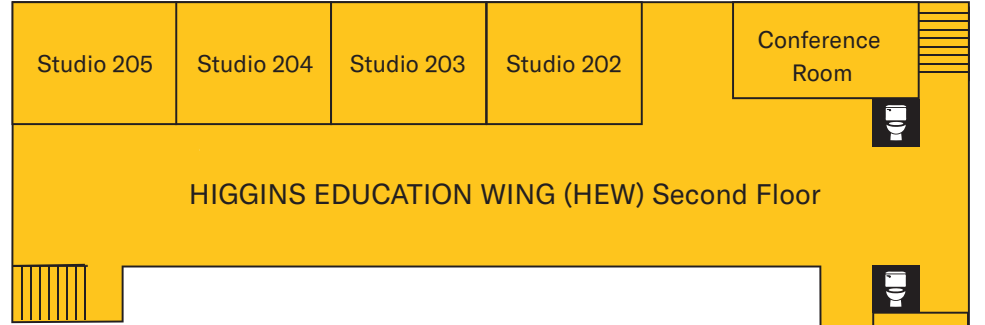 Studio 205
Studio 204
Studio 203
Studio 202
Conference
Room
HIGGINS EDUCATION WING (HEW) Second Floor